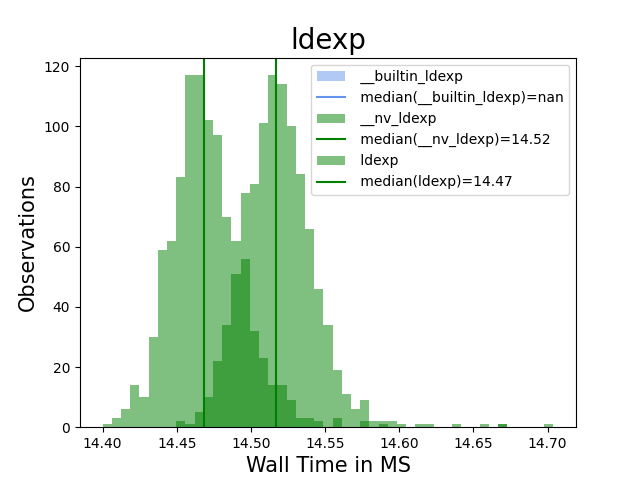 ldexp
__builtin_ldexp
median(__builtin_ldexp)=nan
__nv_ldexp
median(__nv_ldexp)=14.52
ldexp
median(ldexp)=14.47
Observations
120
100
80
60
40
20
0
14.40 14.45 14.50 14.55 14.60 14.65 14.70
Wall Time in MS